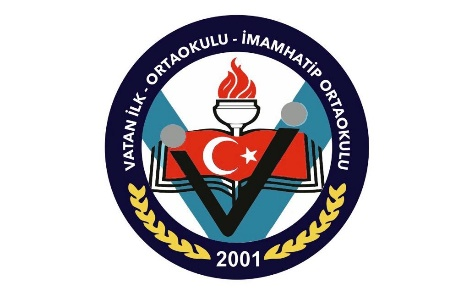 VATAN İLK - ORTAOKULU - İMAMHATİP ORTAOKULU
2001